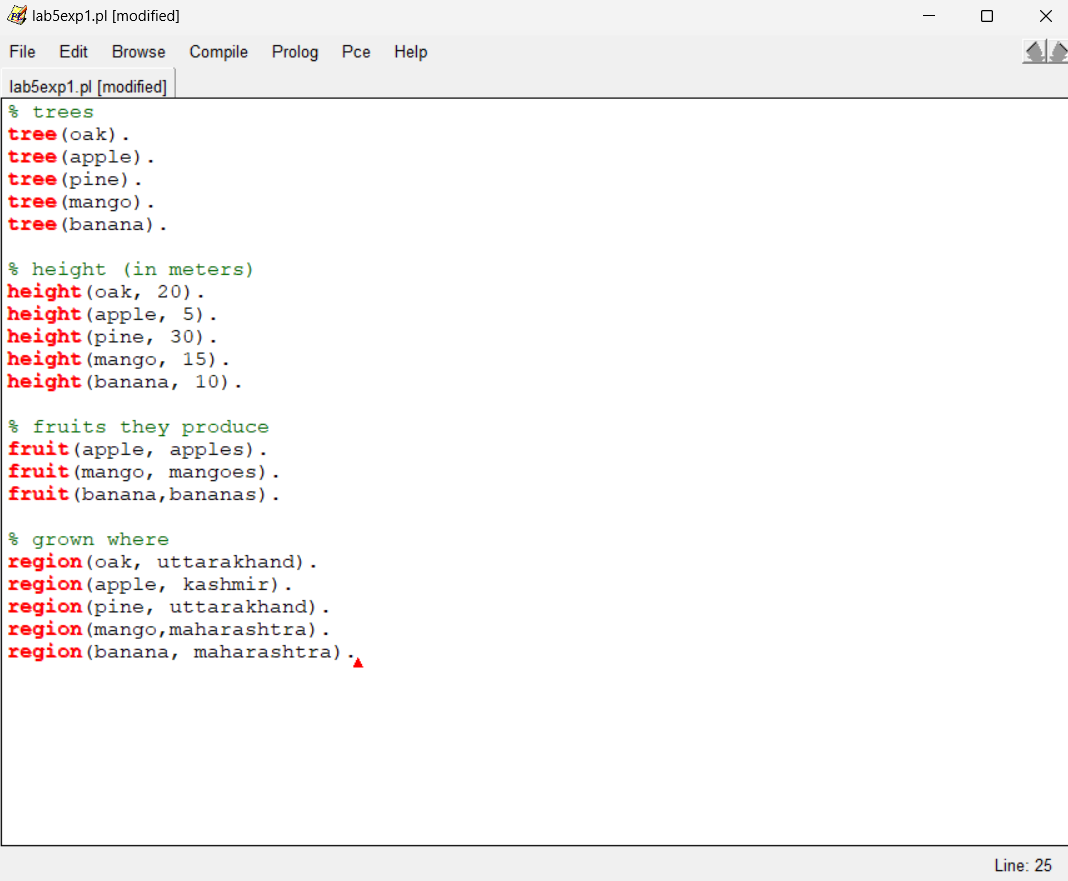 lab5exp1.pl [modified]
File Edit Browse Compile Prolog Pce Help
lab5exp1.pl [modified]
% trees
tree(oak).
tree(apple).
tree(pine).
tree(mango).
tree(banana).
% height (in meters)
height(oak, 20).
height(apple, 5).
height(pine, 30).
height(mango, 15).
height(banana, 10).
% fruits they produce
fruit(apple, apples).
fruit(mango, mangoes).
fruit(banana,bananas).
% grown where
region(oak, uttarakhand).
region(apple, kashmir).
region(pine, uttarakhand).
region(mango,maharashtra).
region(banana, maharashtra).
Line: 25